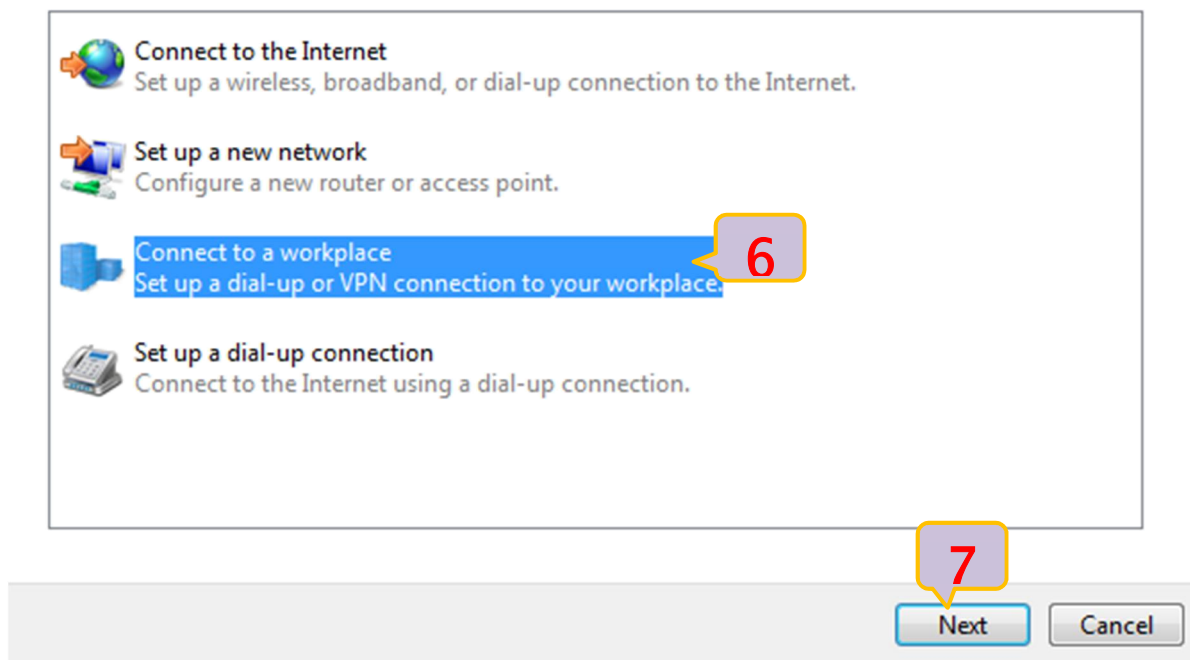 Connect to the Internet
Set up a wireless, broadband, or dial-up connection to the Internet.
Set up a new network
Configure a new router or access point.
Connect to a workplace
Set up a dial-up or VPN connection to your workplace.
6
Set up a dial-up connection
Connect to the Internet using a dial-up connection.
7
Next
Cancel